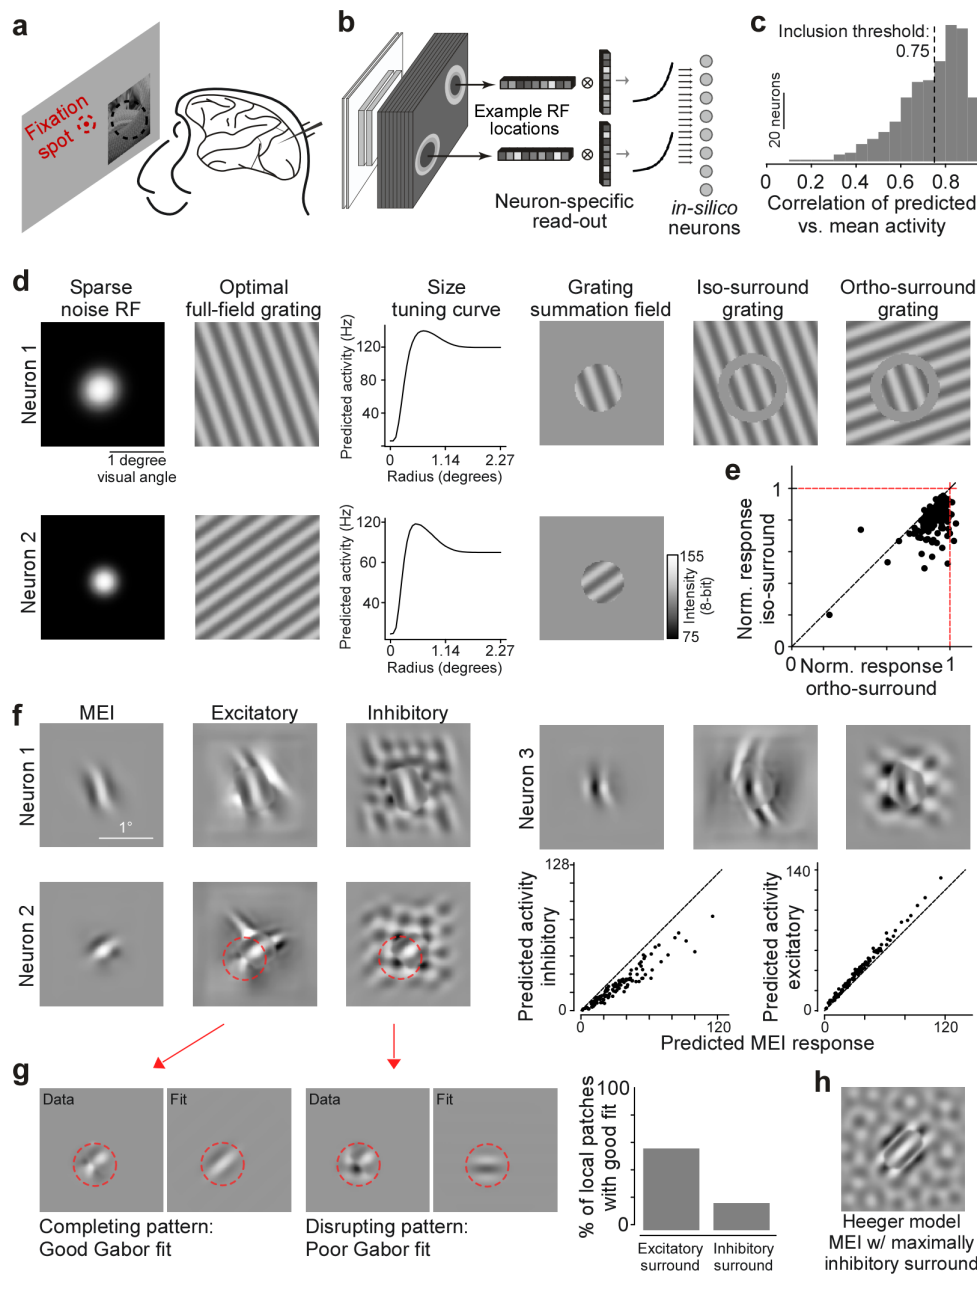 a
Fixation
spot
b
Example RF
locations
Neuron-specific
read-out
in-silico
neurons
c
Inclusion threshold:
0.75
20 neurons
0 0.2 0.4 0.6 0.8
Correlation of predicted
vs. mean activity
d
Sparse
noise RF
Optimal
full-field grating
Size
tuning curve
Grating
summation field
Iso-surround
grating
Ortho-surround
grating
Neuron 1
1 degree
visual angle
Predicted activity (Hz)
120
80
40
0 1.14 2.27
Radius (degrees)
Neuron 2
Predicted activity (Hz)
120
60
40
0 1.14 2.27
Radius (degrees)
155
Intensity
(8-bit)
75
e
Norm. response
iso-surround
1
0
0 1
Norm. response
ortho-surround
f
MEI Excitatory Inhibitory
Neuron 1
1°
Neuron 2
Neuron 3
Predicted activity
inhibitory
128
0
0 120
Predicted activity
excitatory
140
0
0 120
Predicted MEI response
g
Data
Fit
Data
Fit
Completing pattern:
Good Gabor fit
Disrupting pattern:
Poor Gabor fit
% of local patches
with good fit
100
0
Excitatory
surround
Inhibitory
surround
h
Heeger model
MEI w/ maximally
inhibitory surround